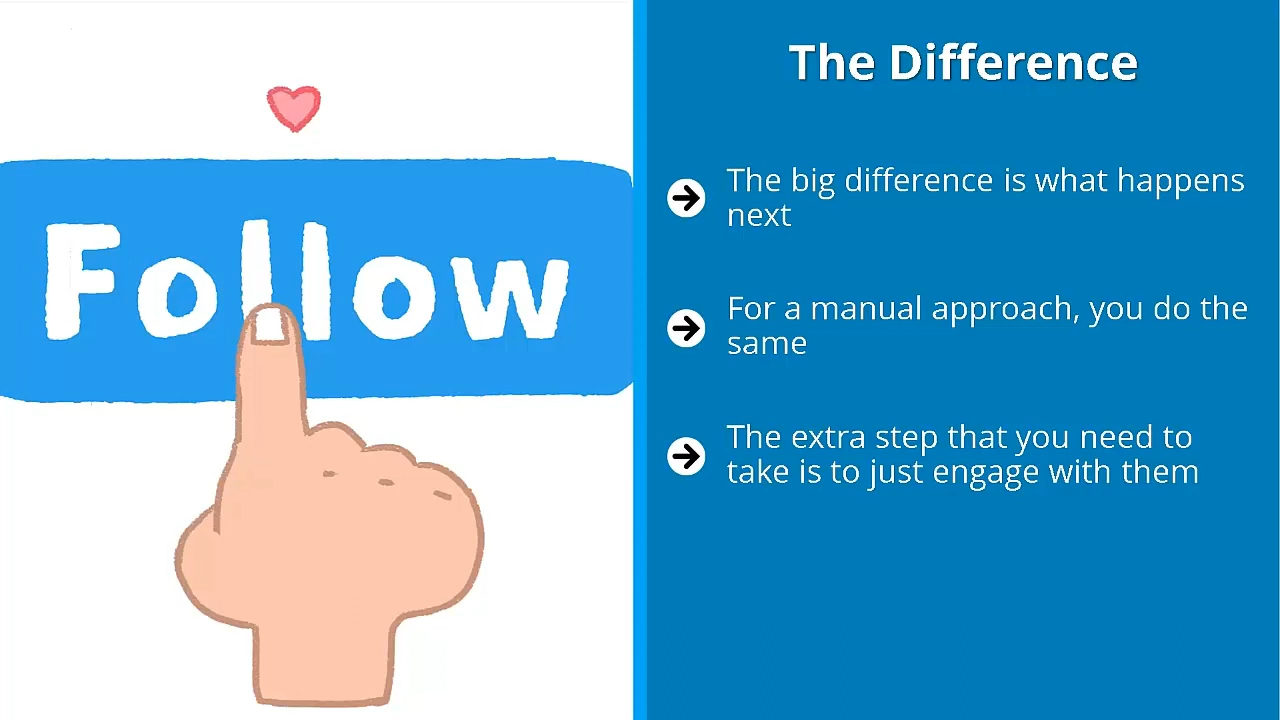 Follow
The Difference
The big difference is what happens
next
For a manual approach, you do the
same
The extra step that you need to
take is to just engage with them